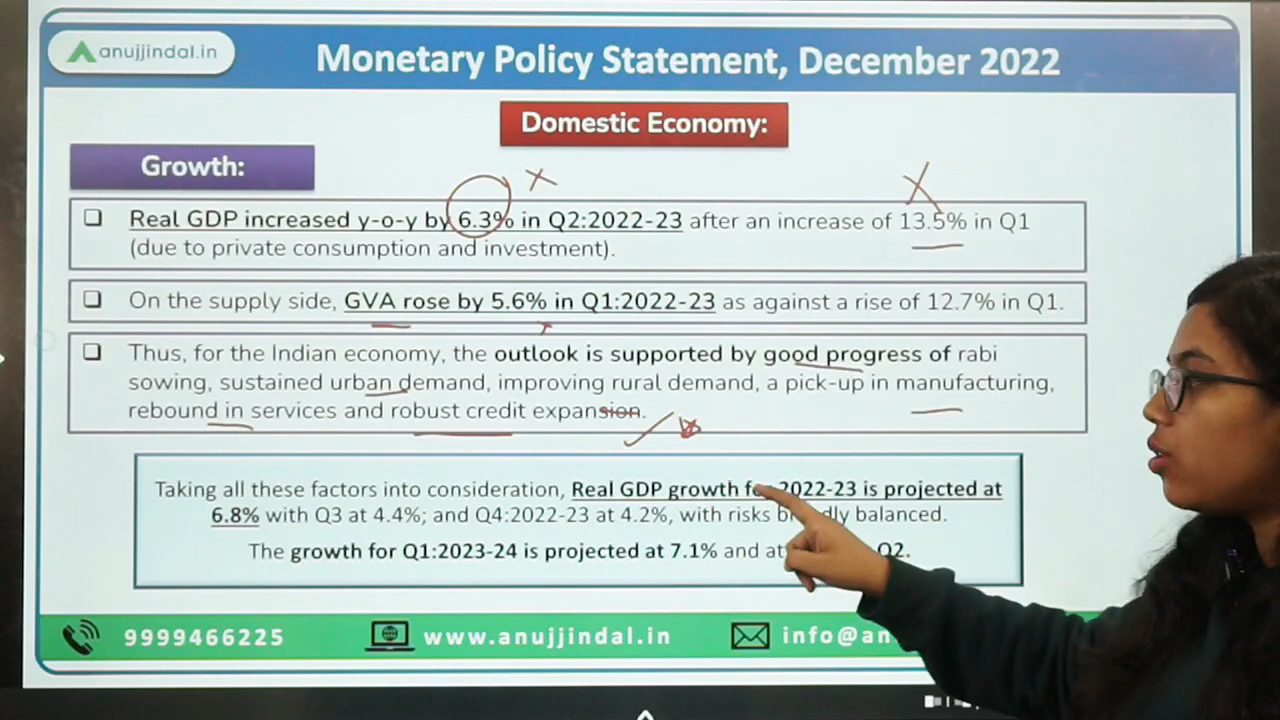 anujjindal.in
Monetary Policy Statement, December 2022
Domestic Economy:
Growth:
Real GDP increased y-o-y by 6.3% in Q2:2022-23 after an increase of 13.5% in Q1
(due to private consumption and investment).
On the supply side, GVA rose by 5.6% in Q1:2022-23 as against a rise of 12.7% in Q1.
Thus, for the Indian economy, the outlook is supported by good progress of rabi
sowing, sustained urban demand, improving rural demand, a pick-up in manufacturing,
rebound in services and robust credit expansion.
Taking all these factors into consideration, Real GDP growth for 2022-23 is projected at
6.8% with Q3 at 4.4%; and Q4:2022-23 at 4.2%, with risks broadly balanced.
The growth for Q1:2023-24 is projected at 7.1% and at Q2.
9999466225 www.anujjindal.in info@an